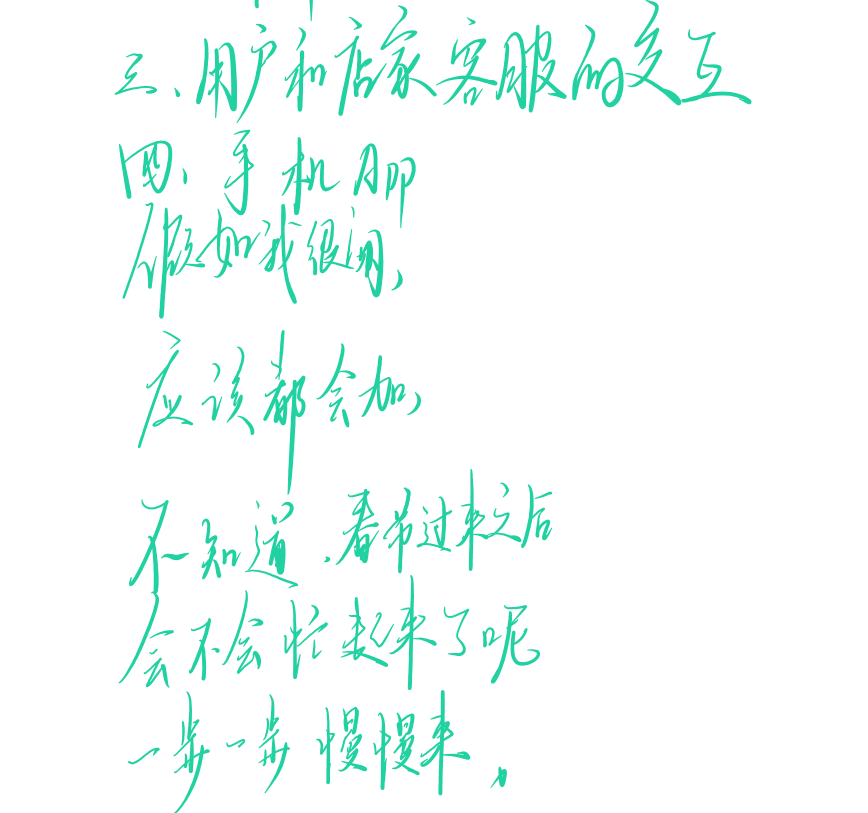 三、用户和店家客服的交互
四、手机APP
假如我很闲,
应该都会加,
不知道,春节过来之后
会不会忙起来了呢
一步一步慢慢来,